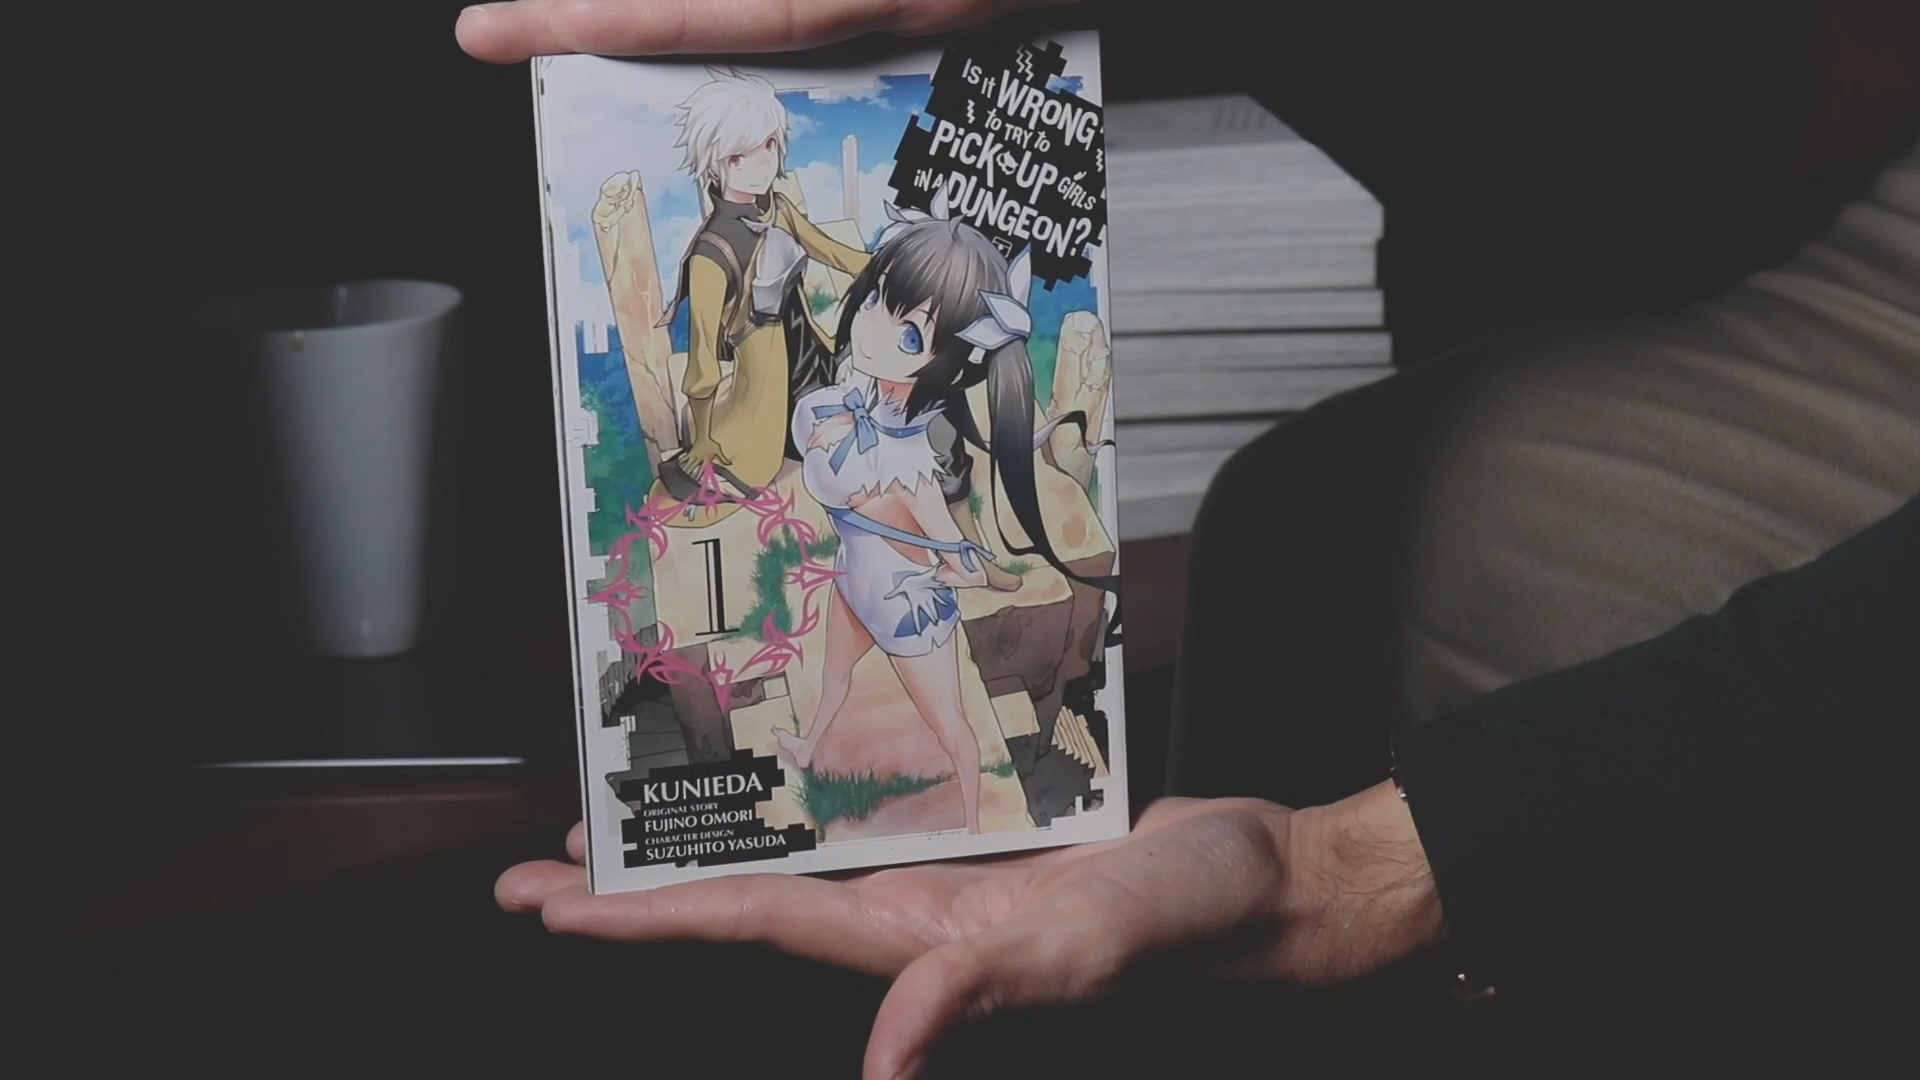 IS IT WRONG
TO TRY TO
PICK UP GIRLS
IN A DUNGEON?
1
KUNIEDA
ORIGINAL STORY
FUJINO OMORI
CHARACTER DESIGN
SUZUHITO YASUDA